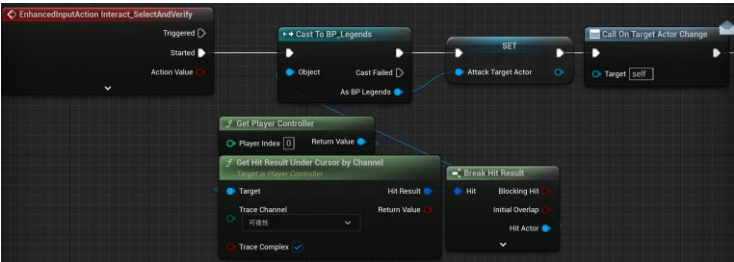 EnhancedInputAction Interact_SelectAndVerify
Triggered
Started
Action Value
Cast To BP_Legends
Object
Cast Failed
As BP Legends
SET
Attack Target Actor
Call On Target Actor Change
Target self
f Get Player Controller
Player Index 0
Return Value
f Get Hit Result Under Cursor by Channel
Target is Player Controller
Target
Hit Result
Trace Channel
可視性
Return Value
Trace Complex
Break Hit Result
Hit
Blocking Hit
Initial Overlap
Hit Actor